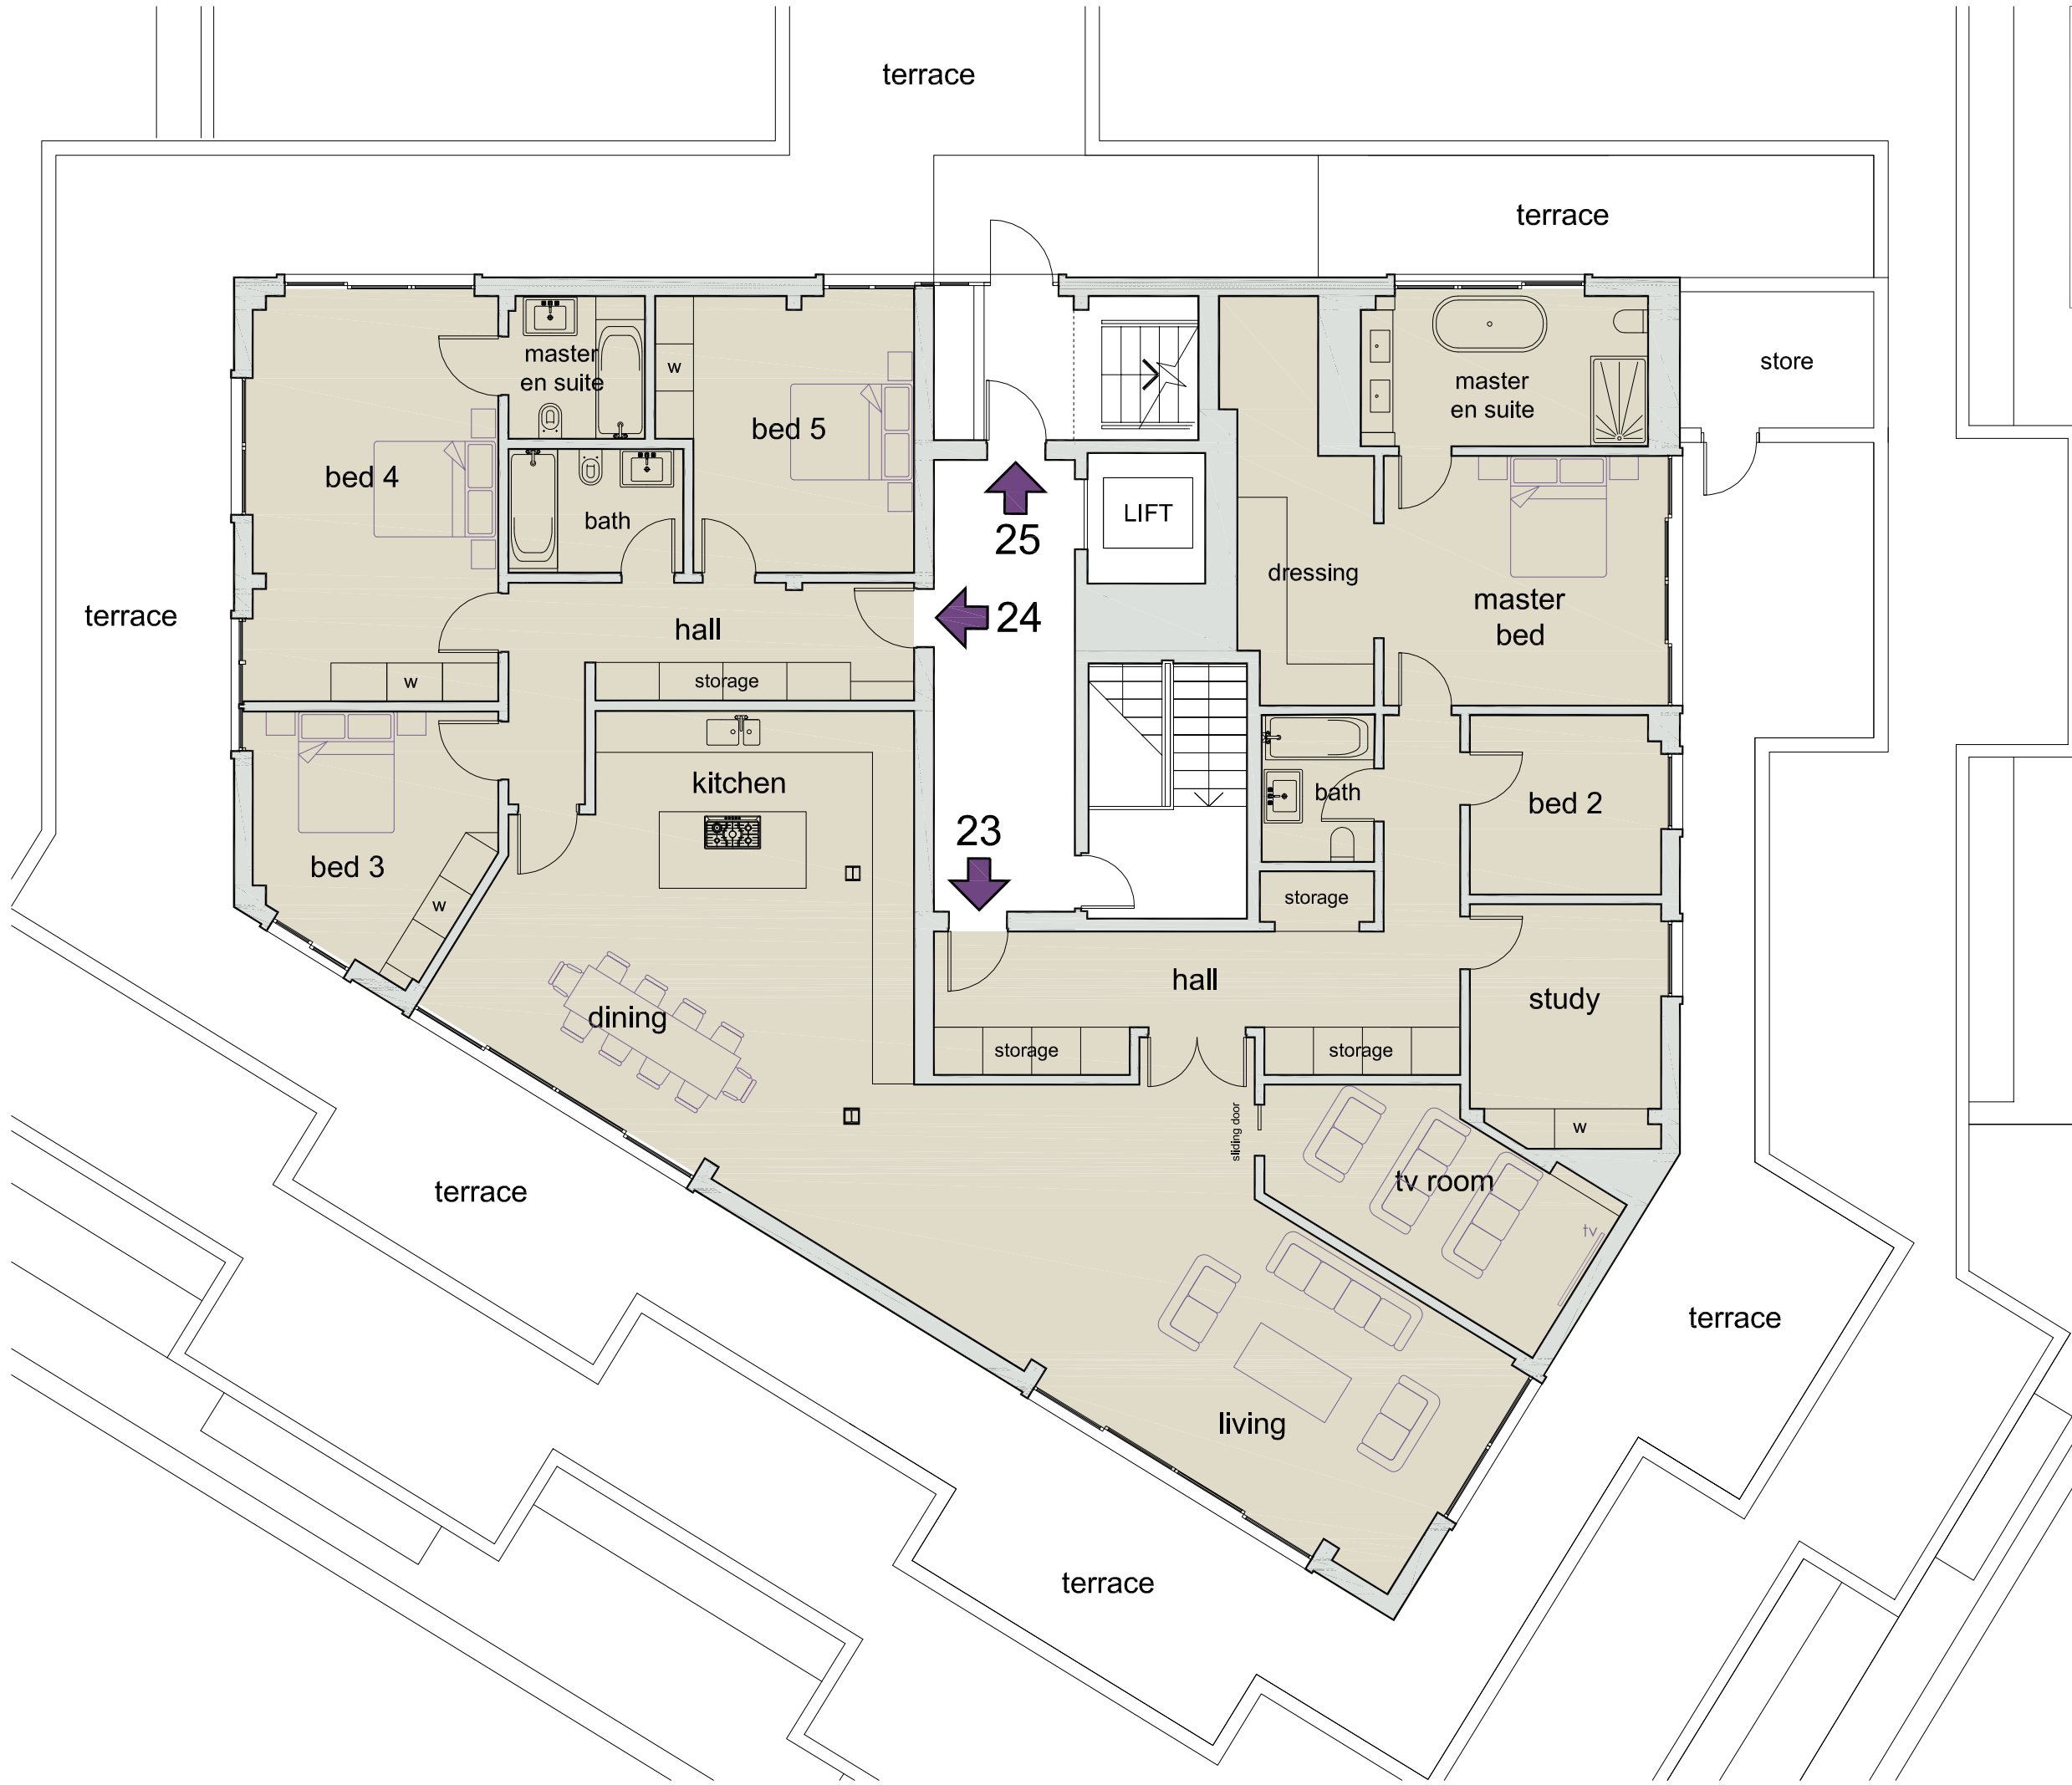 terrace
terrace
master
en suite
w
bed 5
store
master
en suite
bed 4
bath
LIFT
25
dressing
terrace
hall
24
master
bed
w
storage
kitchen
bath
bed 2
23
bed 3
w
storage
hall
study
dining
storage
storage
sliding door
w
terrace
tv room
tv
terrace
living
terrace